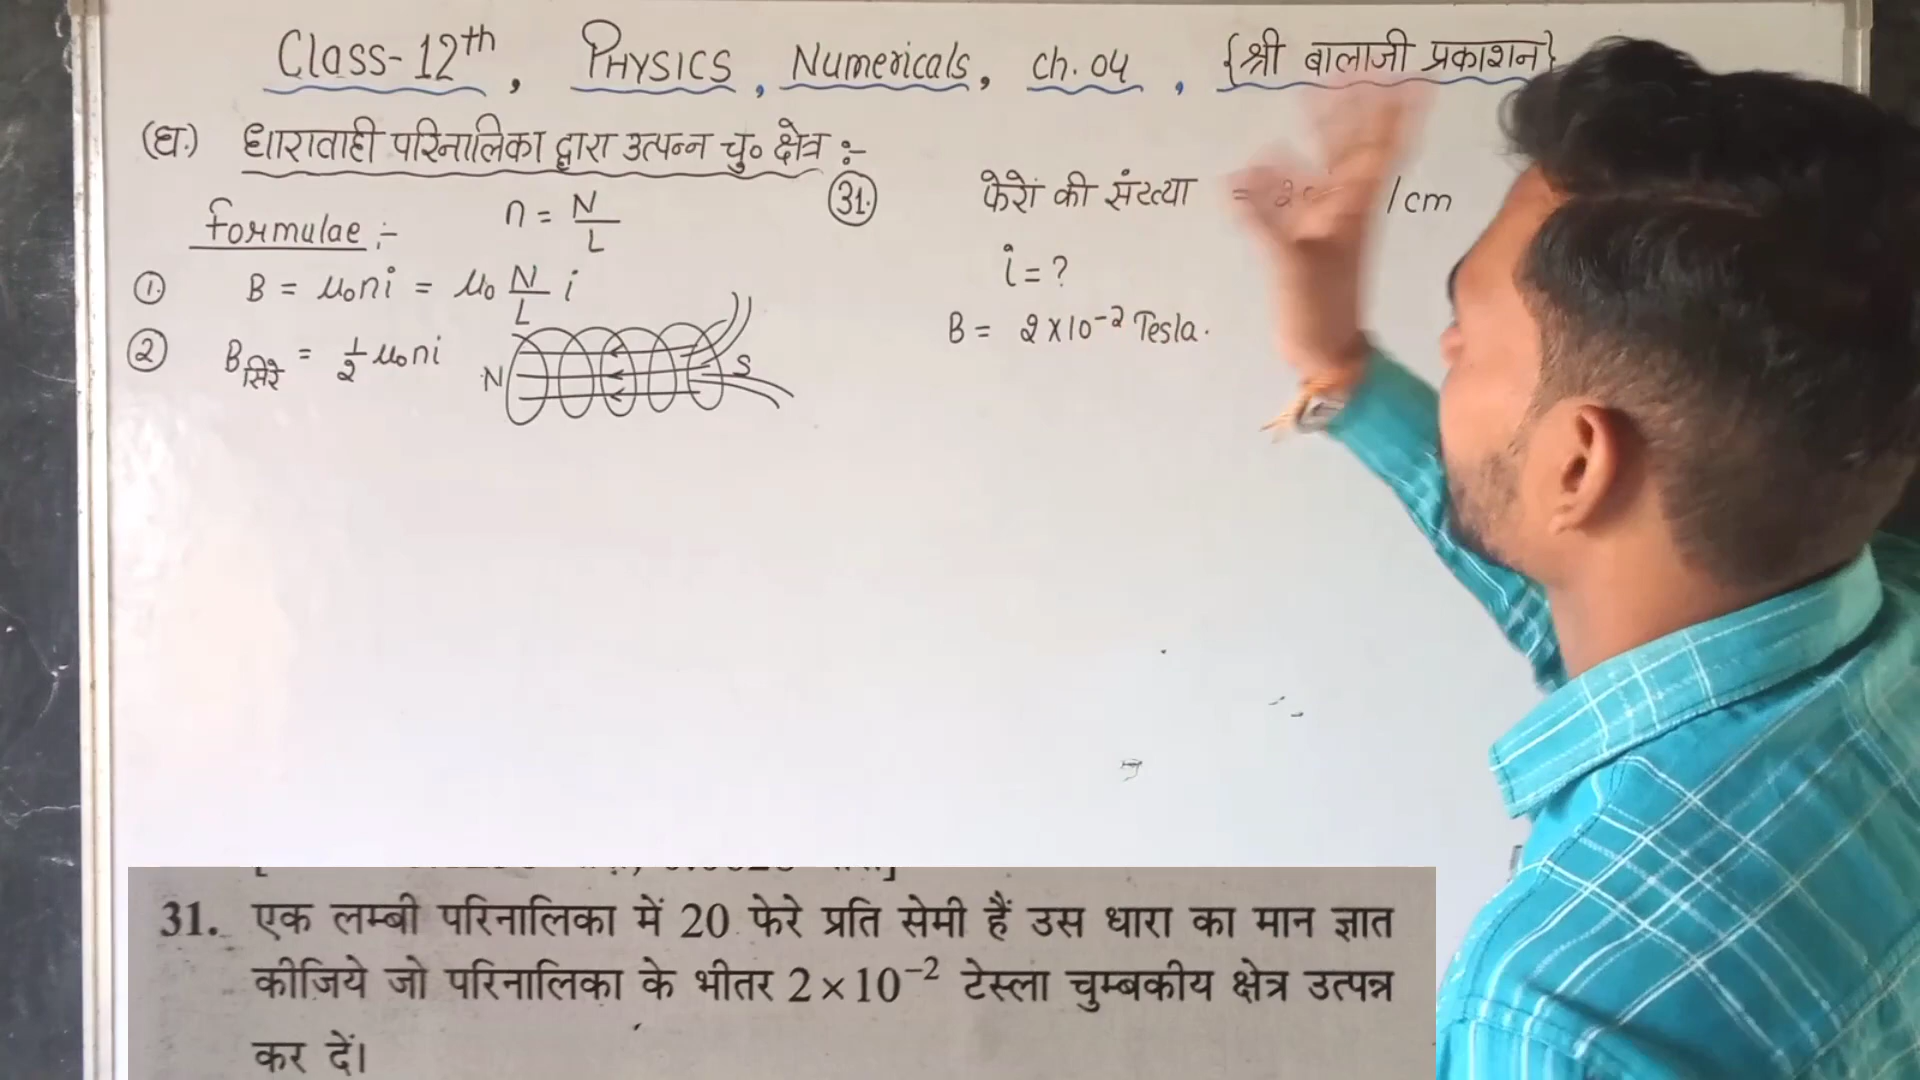 Class-12th, PHYSICS, Numericals, ch. 04, {श्री बालाजी प्रकाशन}
(घ.) धारावाही परिनालिका द्वारा उत्पन्न चु० क्षेत्र :-
formulae :-
n = N/L
① B = μ₀ni = μ₀ N/L i
② Bसिरे = 1/2 μ₀ni
N S
31. फेरों की संख्या = /cm
i = ?
B = 2×10⁻² Tesla.
31. एक लम्बी परिनालिका में 20 फेरे प्रति सेमी हैं उस धारा का मान ज्ञात
कीजिये जो परिनालिका के भीतर 2×10⁻² टेस्ला चुम्बकीय क्षेत्र उत्पन्न
कर दें।